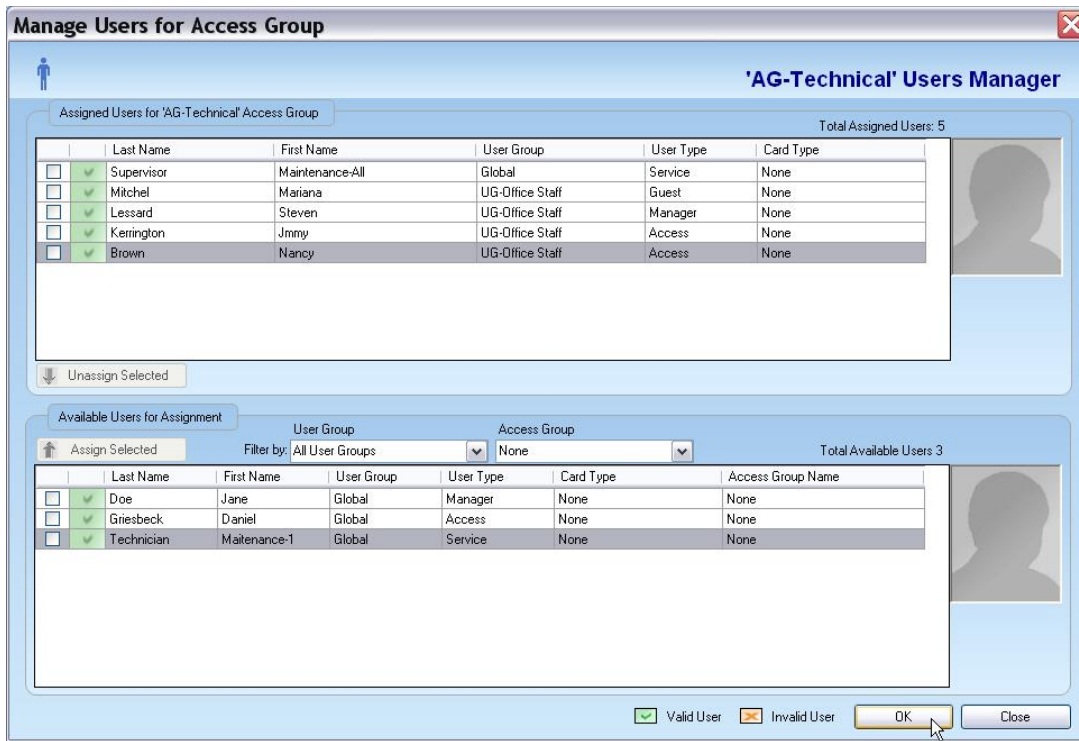 Manage Users for Access Group
'AG-Technical' Users Manager
Assigned Users for 'AG-Technical' Access Group
Total Assigned Users: 5
Last Name First Name User Group User Type Card Type
Supervisor Maintenance-All Global Service None
Mitchel Mariana UG-Office Staff Guest None
Lessard Steven UG-Office Staff Manager None
Kerrington Jmmy UG-Office Staff Access None
Brown Nancy UG-Office Staff Access None
Unassign Selected
Available Users for Assignment
User Group Access Group
Assign Selected Filter by: All User Groups None Total Available Users 3
Last Name First Name User Group User Type Card Type Access Group Name
Doe Jane Global Manager None None
Griesbeck Daniel Global Access None None
Technician Maitenance-1 Global Service None None
Valid User Invalid User OK Close